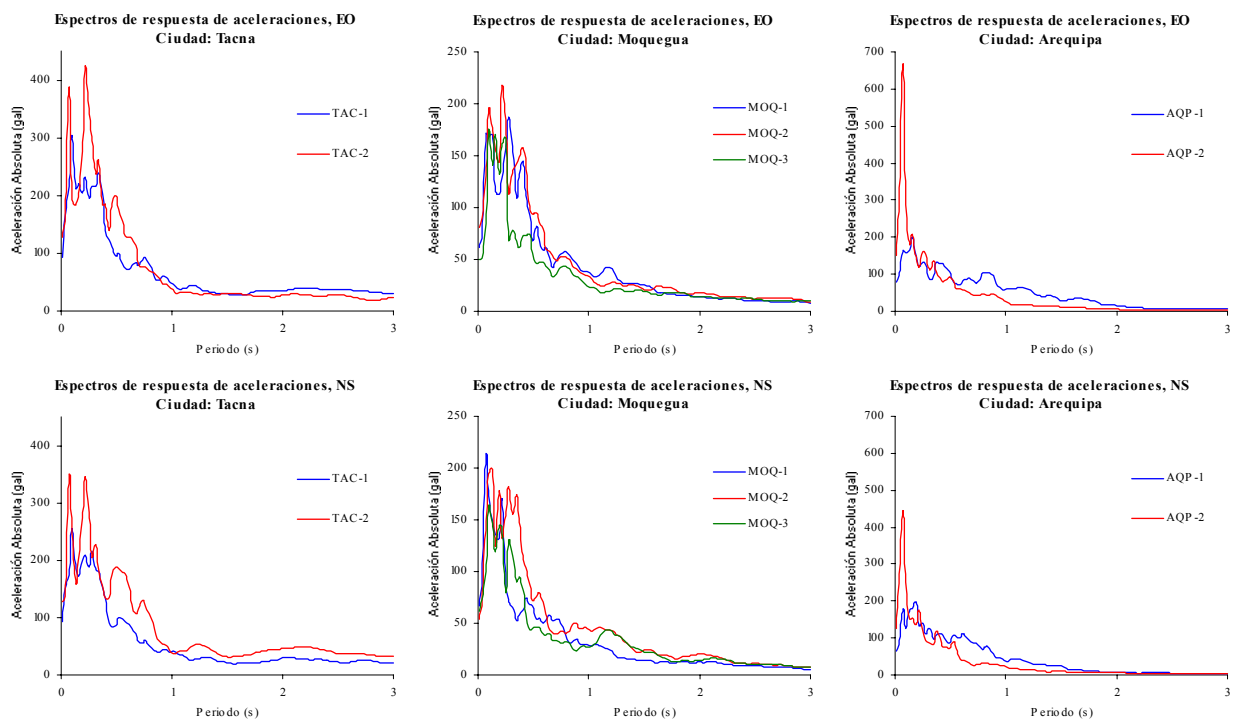 Espectros de respuesta de aceleraciones, EO
Ciudad: Tacna
Aceleración Absoluta (gal)
400
300
200
100
0
0
1
2
3
Periodo (s)
TAC-1
TAC-2
Espectros de respuesta de aceleraciones, EO
Ciudad: Moquegua
Aceleración Absoluta (gal)
250
200
150
100
50
0
0
1
2
3
Periodo (s)
MOQ-1
MOQ-2
MOQ-3
Espectros de respuesta de aceleraciones, EO
Ciudad: Arequipa
Aceleración Absoluta (gal)
700
600
500
400
300
200
100
0
0
1
2
3
Periodo (s)
AQP-1
AQP-2
Espectros de respuesta de aceleraciones, NS
Ciudad: Tacna
Aceleración Absoluta (gal)
400
300
200
100
0
0
1
2
3
Periodo (s)
TAC-1
TAC-2
Espectros de respuesta de aceleraciones, NS
Ciudad: Moquegua
Aceleración Absoluta (gal)
250
200
150
100
50
0
0
1
2
3
Periodo (s)
MOQ-1
MOQ-2
MOQ-3
Espectros de respuesta de aceleraciones, NS
Ciudad: Arequipa
Aceleración Absoluta (gal)
700
600
500
400
300
200
100
0
0
1
2
3
Periodo (s)
AQP-1
AQP-2